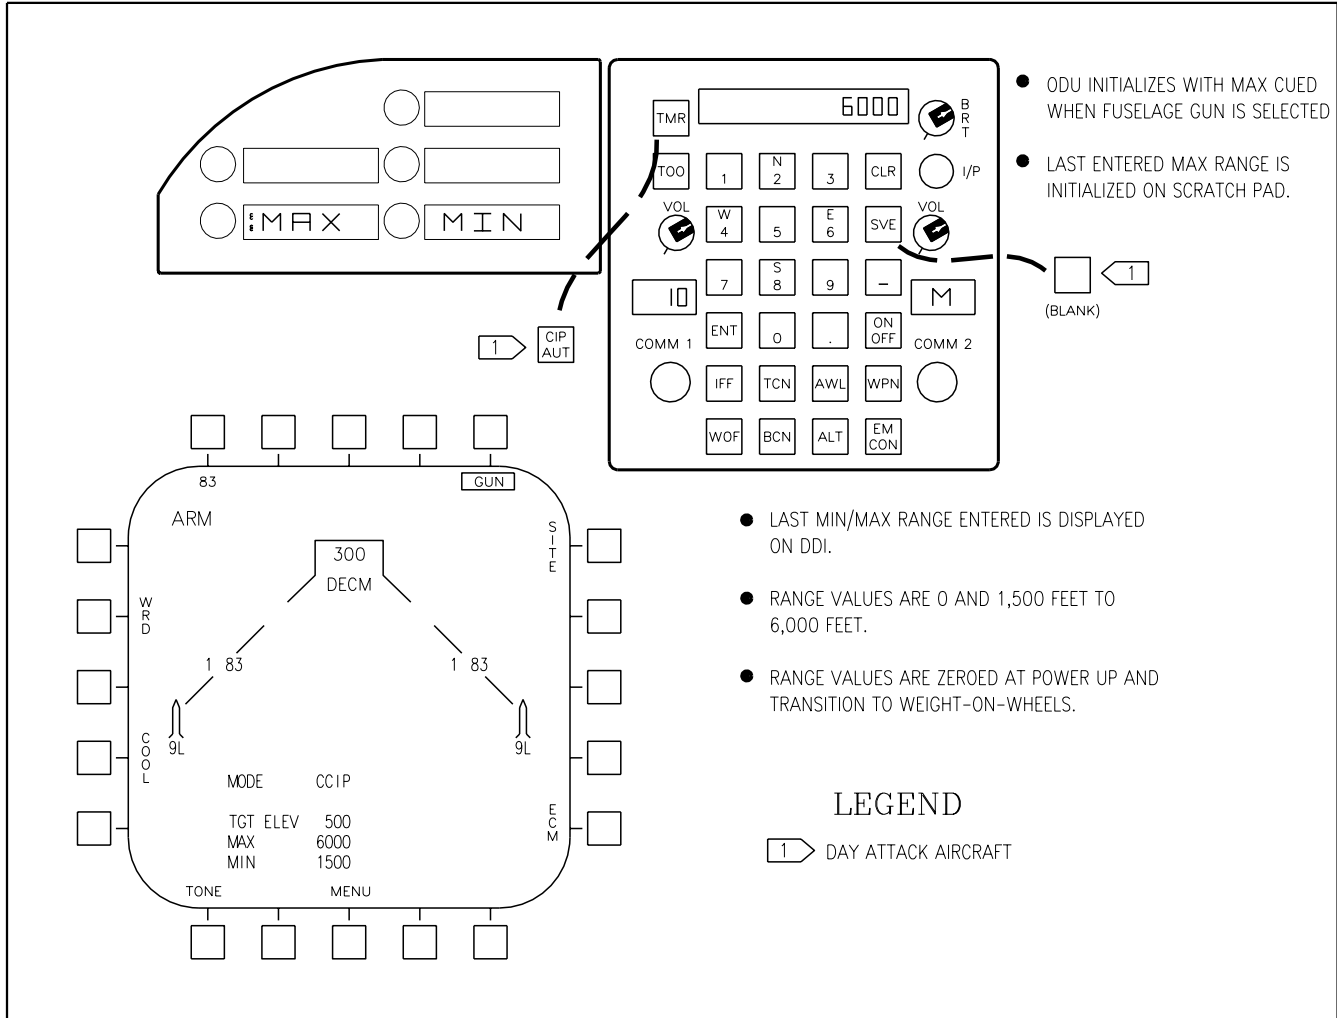 6000
TMR
B
R
T
TOO
1
N
2
3
CLR
I/P
VOL
W
4
5
E
6
SVE
VOL
7
S
8
9
-
10
M
ENT
0
.
ON
OFF
COMM 1
COMM 2
IFF
TCN
AWL
WPN
WOF
BCN
ALT
EM
CON
:MAX
MIN
1
CIP
AUT
1
(BLANK)
● ODU INITIALIZES WITH MAX CUED
WHEN FUSELAGE GUN IS SELECTED
● LAST ENTERED MAX RANGE IS
INITIALIZED ON SCRATCH PAD.
83
GUN
ARM
SITE
300
DECM
WRD
1 83
1 83
COOL
9L
9L
MODE CCIP
TGT ELEV 500
MAX 6000
MIN 1500
ECM
TONE
MENU
● LAST MIN/MAX RANGE ENTERED IS DISPLAYED
ON DDI.
● RANGE VALUES ARE 0 AND 1,500 FEET TO
6,000 FEET.
● RANGE VALUES ARE ZEROED AT POWER UP AND
TRANSITION TO WEIGHT-ON-WHEELS.
LEGEND
1 DAY ATTACK AIRCRAFT